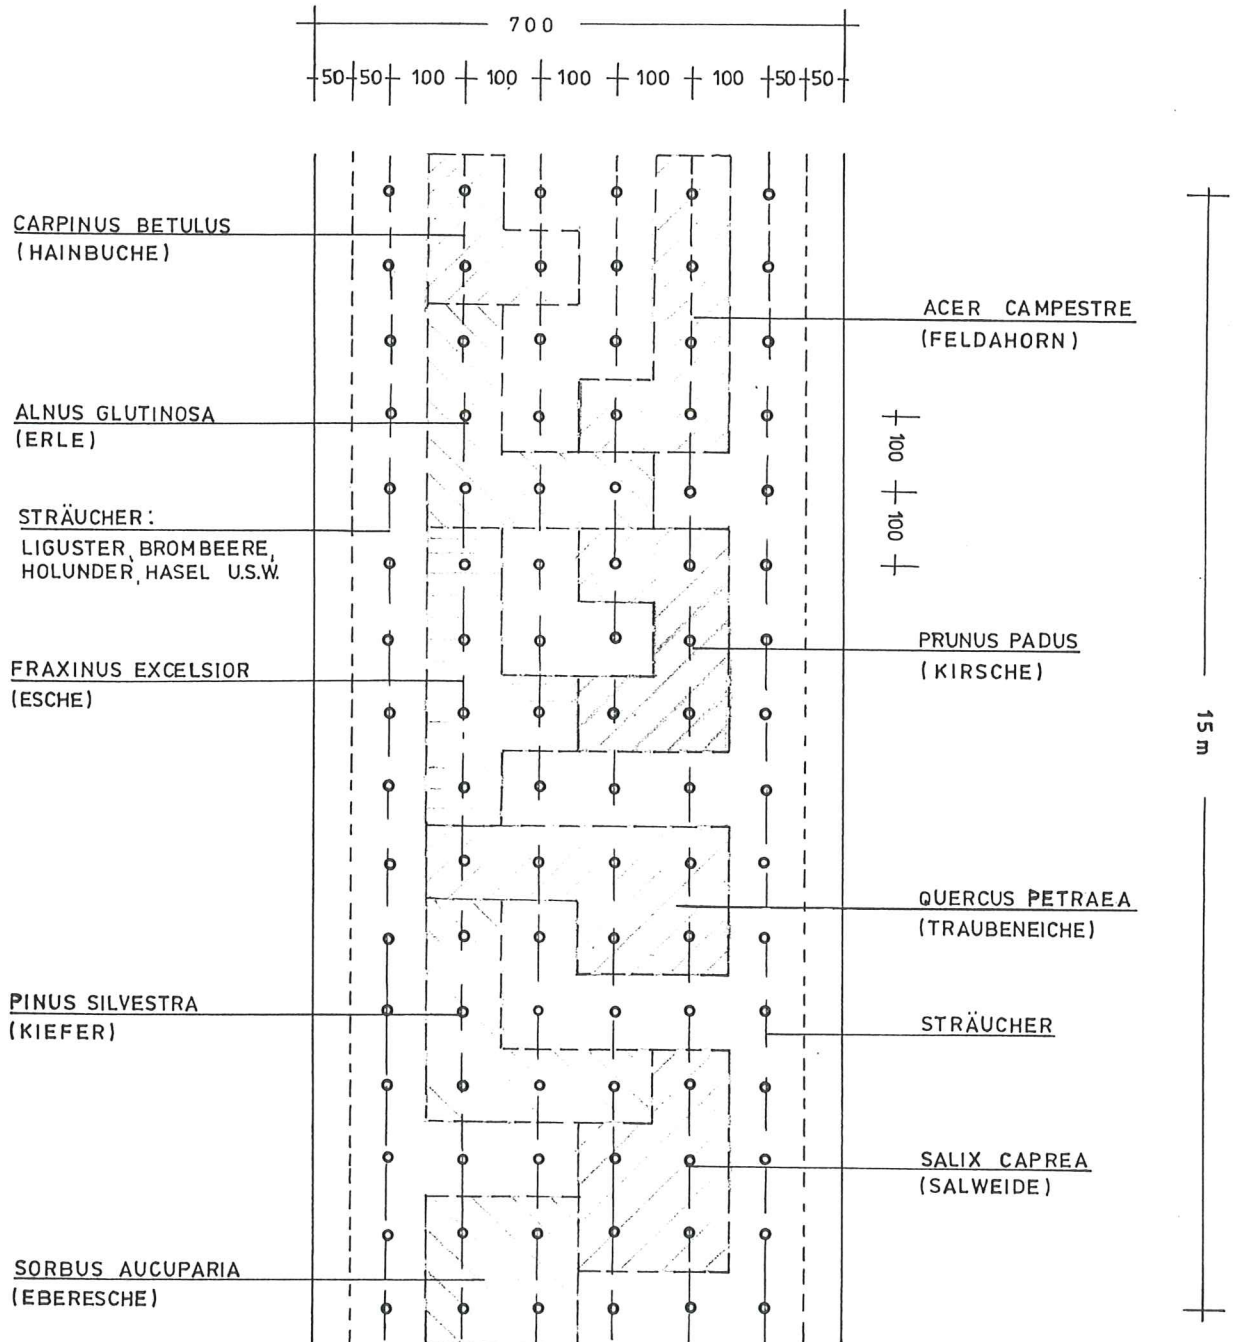 700
50 50 100 100 100 100 100 50 50
CARPINUS BETULUS
(HAINBUCHE)
ACER CAMPESTRE
(FELDAHORN)
ALNUS GLUTINOSA
(ERLE)
100
100
STRÄUCHER:
LIGUSTER, BROMBEERE,
HOLUNDER, HASEL U.S.W.
PRUNUS PADUS
(KIRSCHE)
FRAXINUS EXCELSIOR
(ESCHE)
15 m
QUERCUS PETRAEA
(TRAUBENEICHE)
PINUS SILVESTRA
(KIEFER)
STRÄUCHER
SALIX CAPREA
(SALWEIDE)
SORBUS AUCUPARIA
(EBERESCHE)